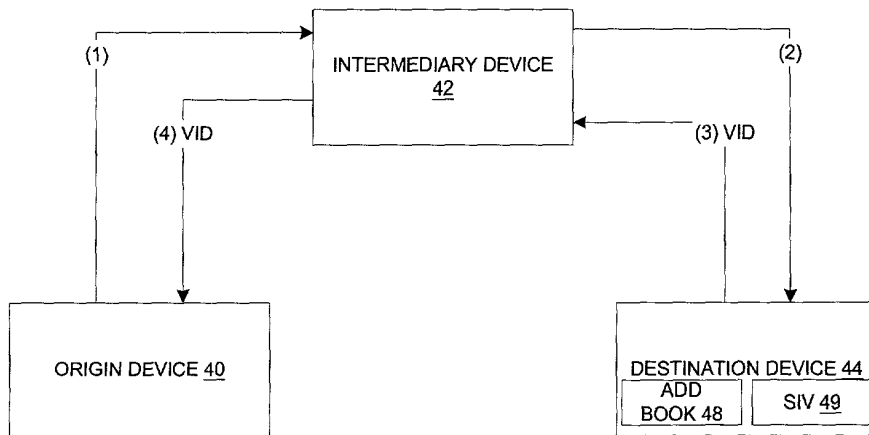 (1)
INTERMEDIARY DEVICE
42
(2)
(4) VID
(3) VID
ORIGIN DEVICE 40
DESTINATION DEVICE 44
ADD
BOOK 48
SIV 49